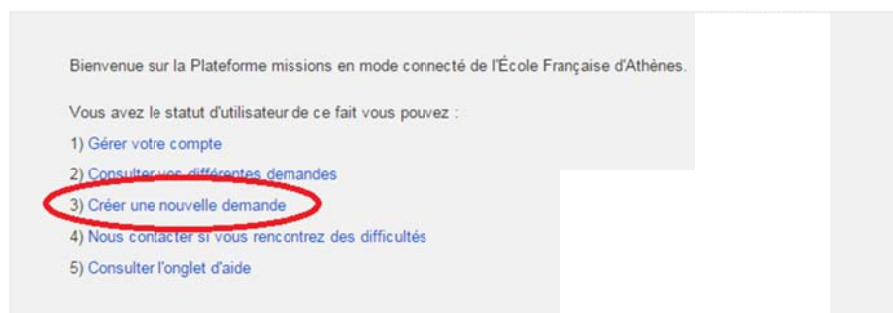 Bienvenue sur la Plateforme missions en mode connecté de l'École Française d'Athènes.
Vous avez le statut d'utilisateur de ce fait vous pouvez :
1) Gérer votre compte
2) Consulter vos différentes demandes
3) Créer une nouvelle demande
4) Nous contacter si vous rencontrez des difficultés
5) Consulter l'onglet d'aide